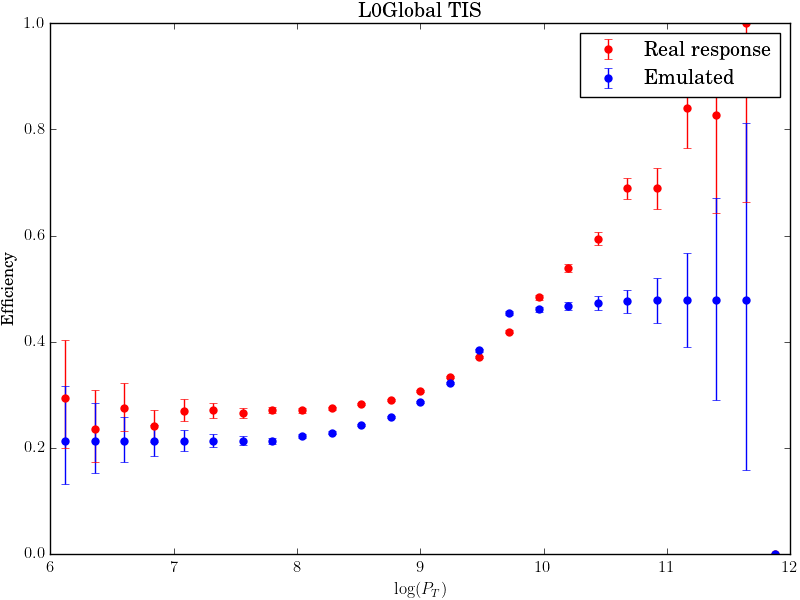 L0Global TIS
Real response
Emulated
Efficiency
1.0
0.8
0.6
0.4
0.2
0.0
6 7 8 9 10 11 12
log(P_T)